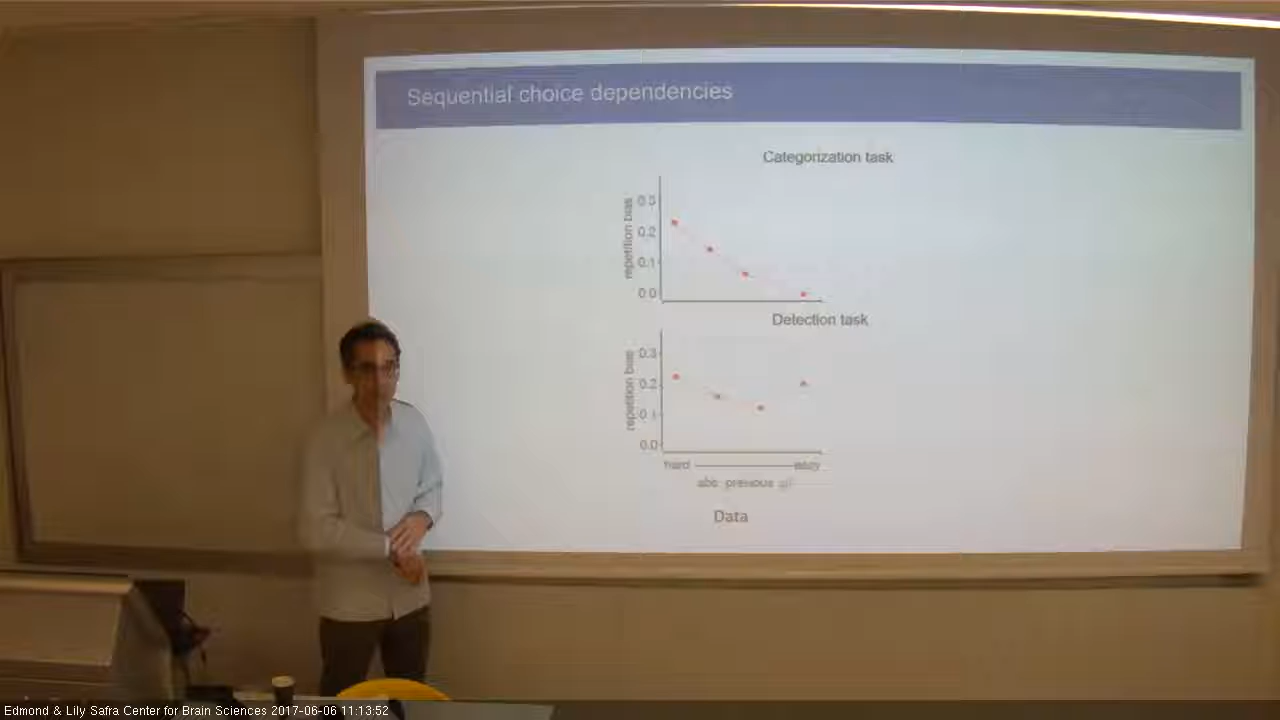 Sequential choice dependencies
Categorization task
repetition bias
0.3
0.2
0.1
0.0
Detection task
repetition bias
0.3
0.2
0.1
0.0
hard
easy
abs previous
Data
Edmond & Lily Safra Center for Brain Sciences 2017-06-06 11:13:52